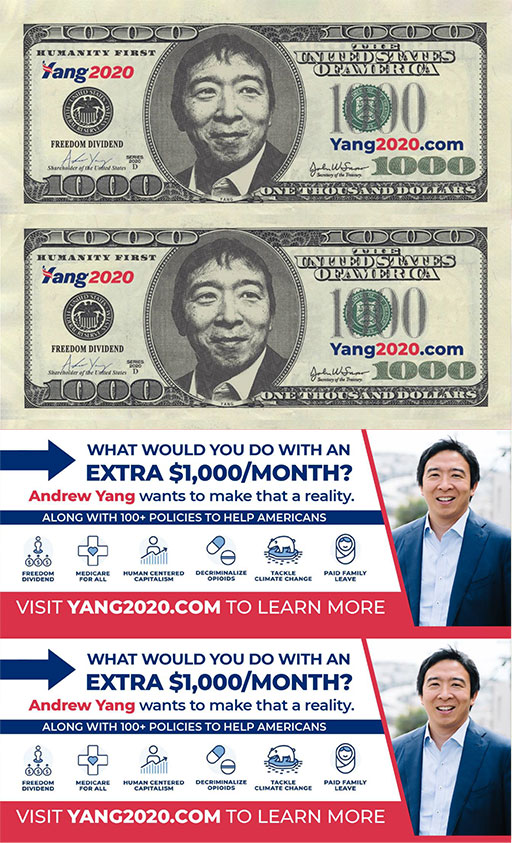 1000 1000
HUMANITY FIRST
Yang2020
THE
UNITED STATES
OF AMERICA
1000
FREEDOM DIVIDEND
Yang2020.com
Shareholder of the United States
SERIES
2020
D
Secretary of the Treasury.
1000
1000
YANG
ONE THOUSAND DOLLARS
1000 1000
HUMANITY FIRST
Yang2020
THE
UNITED STATES
OF AMERICA
1000
FREEDOM DIVIDEND
Yang2020.com
Shareholder of the United States
SERIES
2020
D
Secretary of the Treasury.
1000
1000
YANG
ONE THOUSAND DOLLARS
WHAT WOULD YOU DO WITH AN
EXTRA $1,000/MONTH?
Andrew Yang wants to make that a reality.
ALONG WITH 100+ POLICIES TO HELP AMERICANS
FREEDOM DIVIDEND
MEDICARE FOR ALL
HUMAN CENTERED CAPITALISM
DECRIMINALIZE OPIOIDS
TACKLE CLIMATE CHANGE
PAID FAMILY LEAVE
VISIT YANG2020.COM TO LEARN MORE
WHAT WOULD YOU DO WITH AN
EXTRA $1,000/MONTH?
Andrew Yang wants to make that a reality.
ALONG WITH 100+ POLICIES TO HELP AMERICANS
FREEDOM DIVIDEND
MEDICARE FOR ALL
HUMAN CENTERED CAPITALISM
DECRIMINALIZE OPIOIDS
TACKLE CLIMATE CHANGE
PAID FAMILY LEAVE
VISIT YANG2020.COM TO LEARN MORE